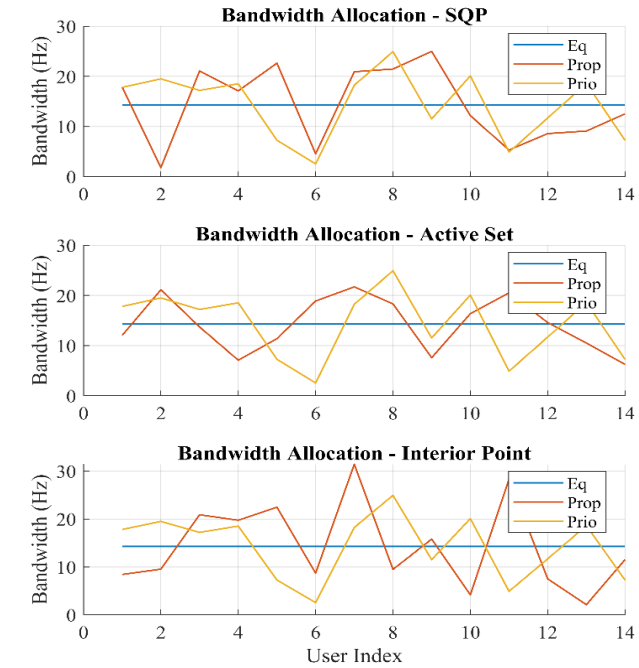 Bandwidth Allocation - SQP
30
20
10
0
Bandwidth (Hz)
Eq
Prop
Prio
0 2 4 6 8 10 12 14
Bandwidth Allocation - Active Set
30
20
10
0
Bandwidth (Hz)
Eq
Prop
Prio
0 2 4 6 8 10 12 14
Bandwidth Allocation - Interior Point
30
20
10
0
Bandwidth (Hz)
Eq
Prop
Prio
0 2 4 6 8 10 12 14
User Index